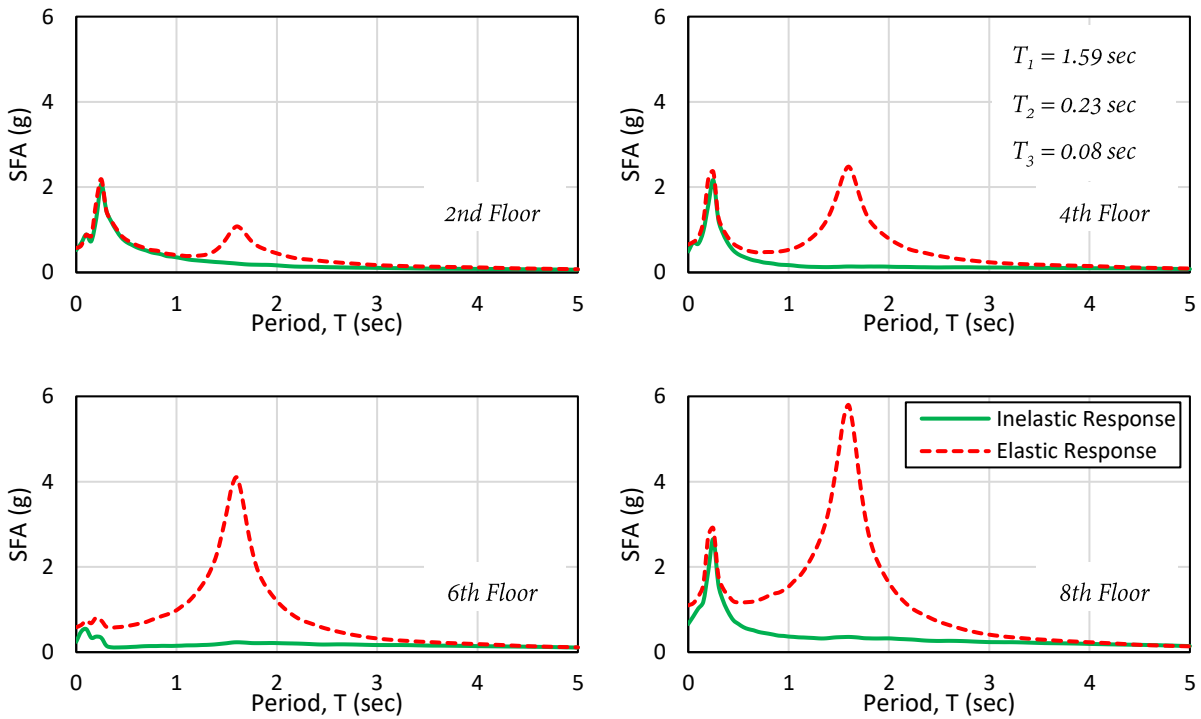 6
4
2
0
SFA (g)
2nd Floor
0 1 2 3 4 5
Period, T (sec)
6
4
2
0
SFA (g)
T1 = 1.59 sec
T2 = 0.23 sec
T3 = 0.08 sec
4th Floor
0 1 2 3 4 5
Period, T (sec)
6
4
2
0
SFA (g)
6th Floor
0 1 2 3 4 5
Period, T (sec)
6
4
2
0
SFA (g)
Inelastic Response
Elastic Response
8th Floor
0 1 2 3 4 5
Period, T (sec)